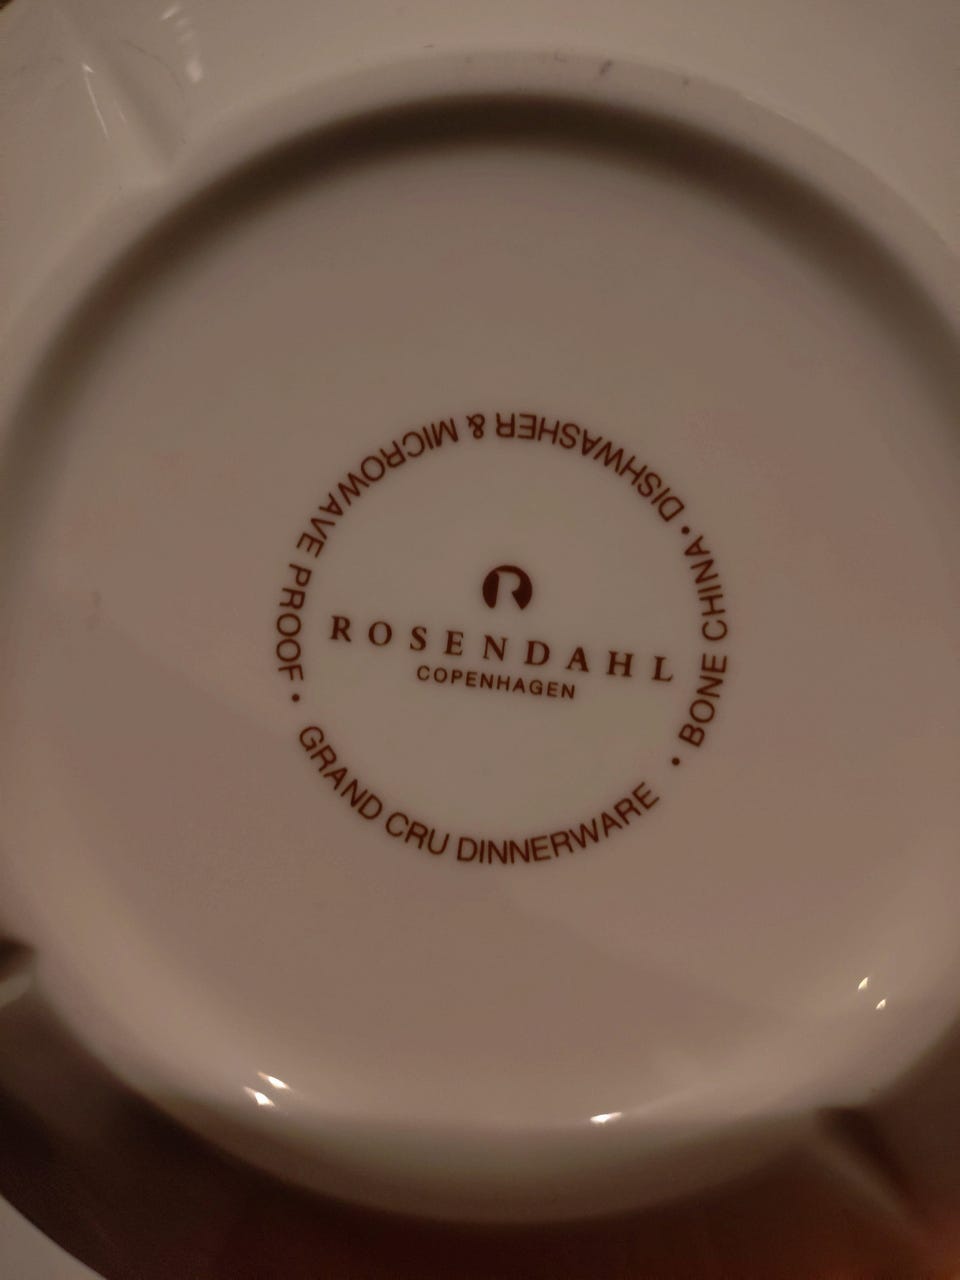 R
ROSENDAHL
COPENHAGEN
GRAND CRU DINNERWARE • BONE CHINA • DISHWASHER & MICROWAVE PROOF •